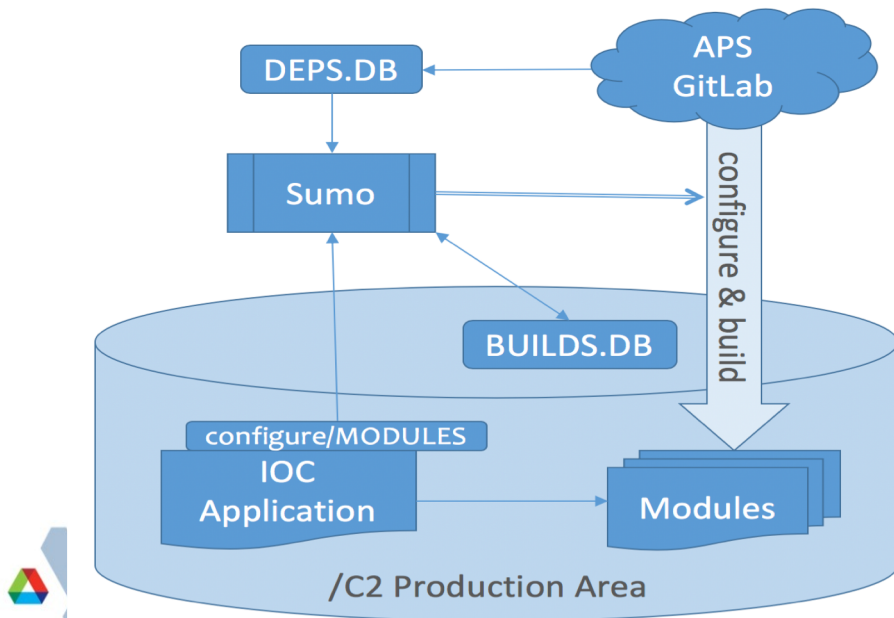 APS
GitLab
DEPS.DB
Sumo
configure & build
BUILDS.DB
configure/MODULES
IOC
Application
Modules
/C2 Production Area